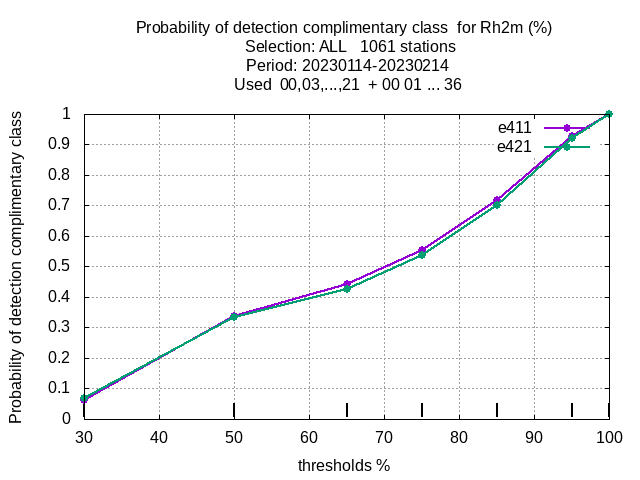 Probability of detection complimentary class  for Rh2m (%)
Selection: ALL   1061 stations
Period: 20230114-20230214
Used  00,03,...,21  + 00 01 ... 36
Probability of detection complimentary class
1
0.9
0.8
0.7
0.6
0.5
0.4
0.3
0.2
0.1
0
e411
e421
30 40 50 60 70 80 90 100
thresholds %